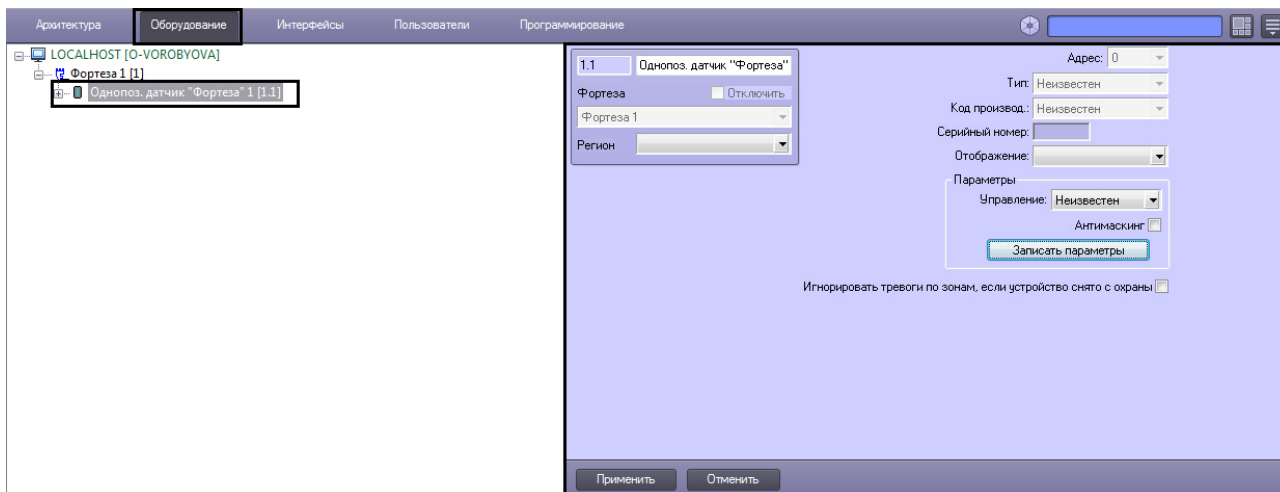 Архитектура Оборудование Интерфейсы Пользователи Программирование
LOCALHOST [O-VOROBYOVA]
Фортеза 1 [1]
Однопоз. датчик "Фортеза" 1 [1.1]
1.1 Однопоз. датчик "Фортеза"
Фортеза Отключить
Фортеза 1
Регион
Адрес: 0
Тип: Неизвестен
Код производ.: Неизвестен
Серийный номер:
Отображение:
Параметры
Управление: Неизвестен
Антимаскинг
Записать параметры
Игнорировать тревоги по зонам, если устройство снято с охраны
Применить Отменить